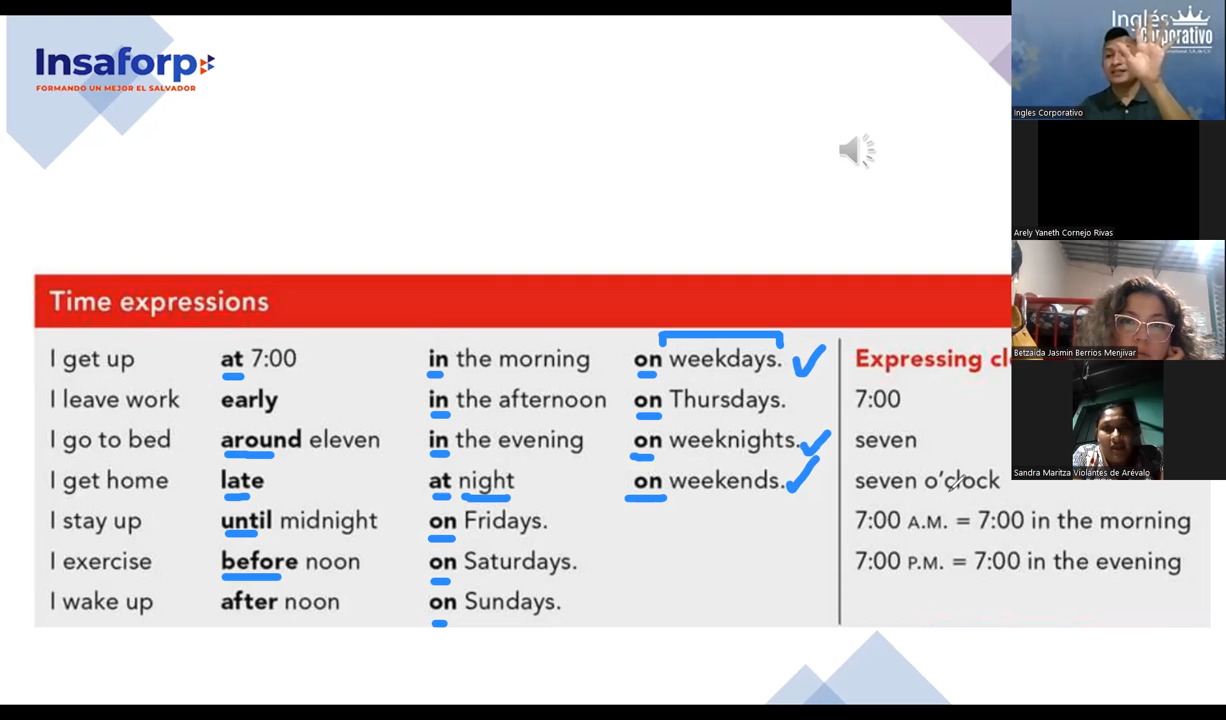 Insaforp
FORMANDO UN MEJOR EL SALVADOR
Inglés
Corporativo
Ingles Corporativo
Arely Yaneth Cornejo Rivas
Betzaida Jasmin Berrios Menjivar
Sandra Maritza Violantes de Arévalo
Time expressions
I get up at 7:00 in the morning on weekdays.
I leave work early in the afternoon on Thursdays.
I go to bed around eleven in the evening on weeknights.
I get home late at night on weekends.
I stay up until midnight on Fridays.
I exercise before noon on Saturdays.
I wake up after noon on Sundays.
Expressing
7:00
seven
seven o'clock
7:00 A.M. = 7:00 in the morning
7:00 P.M. = 7:00 in the evening